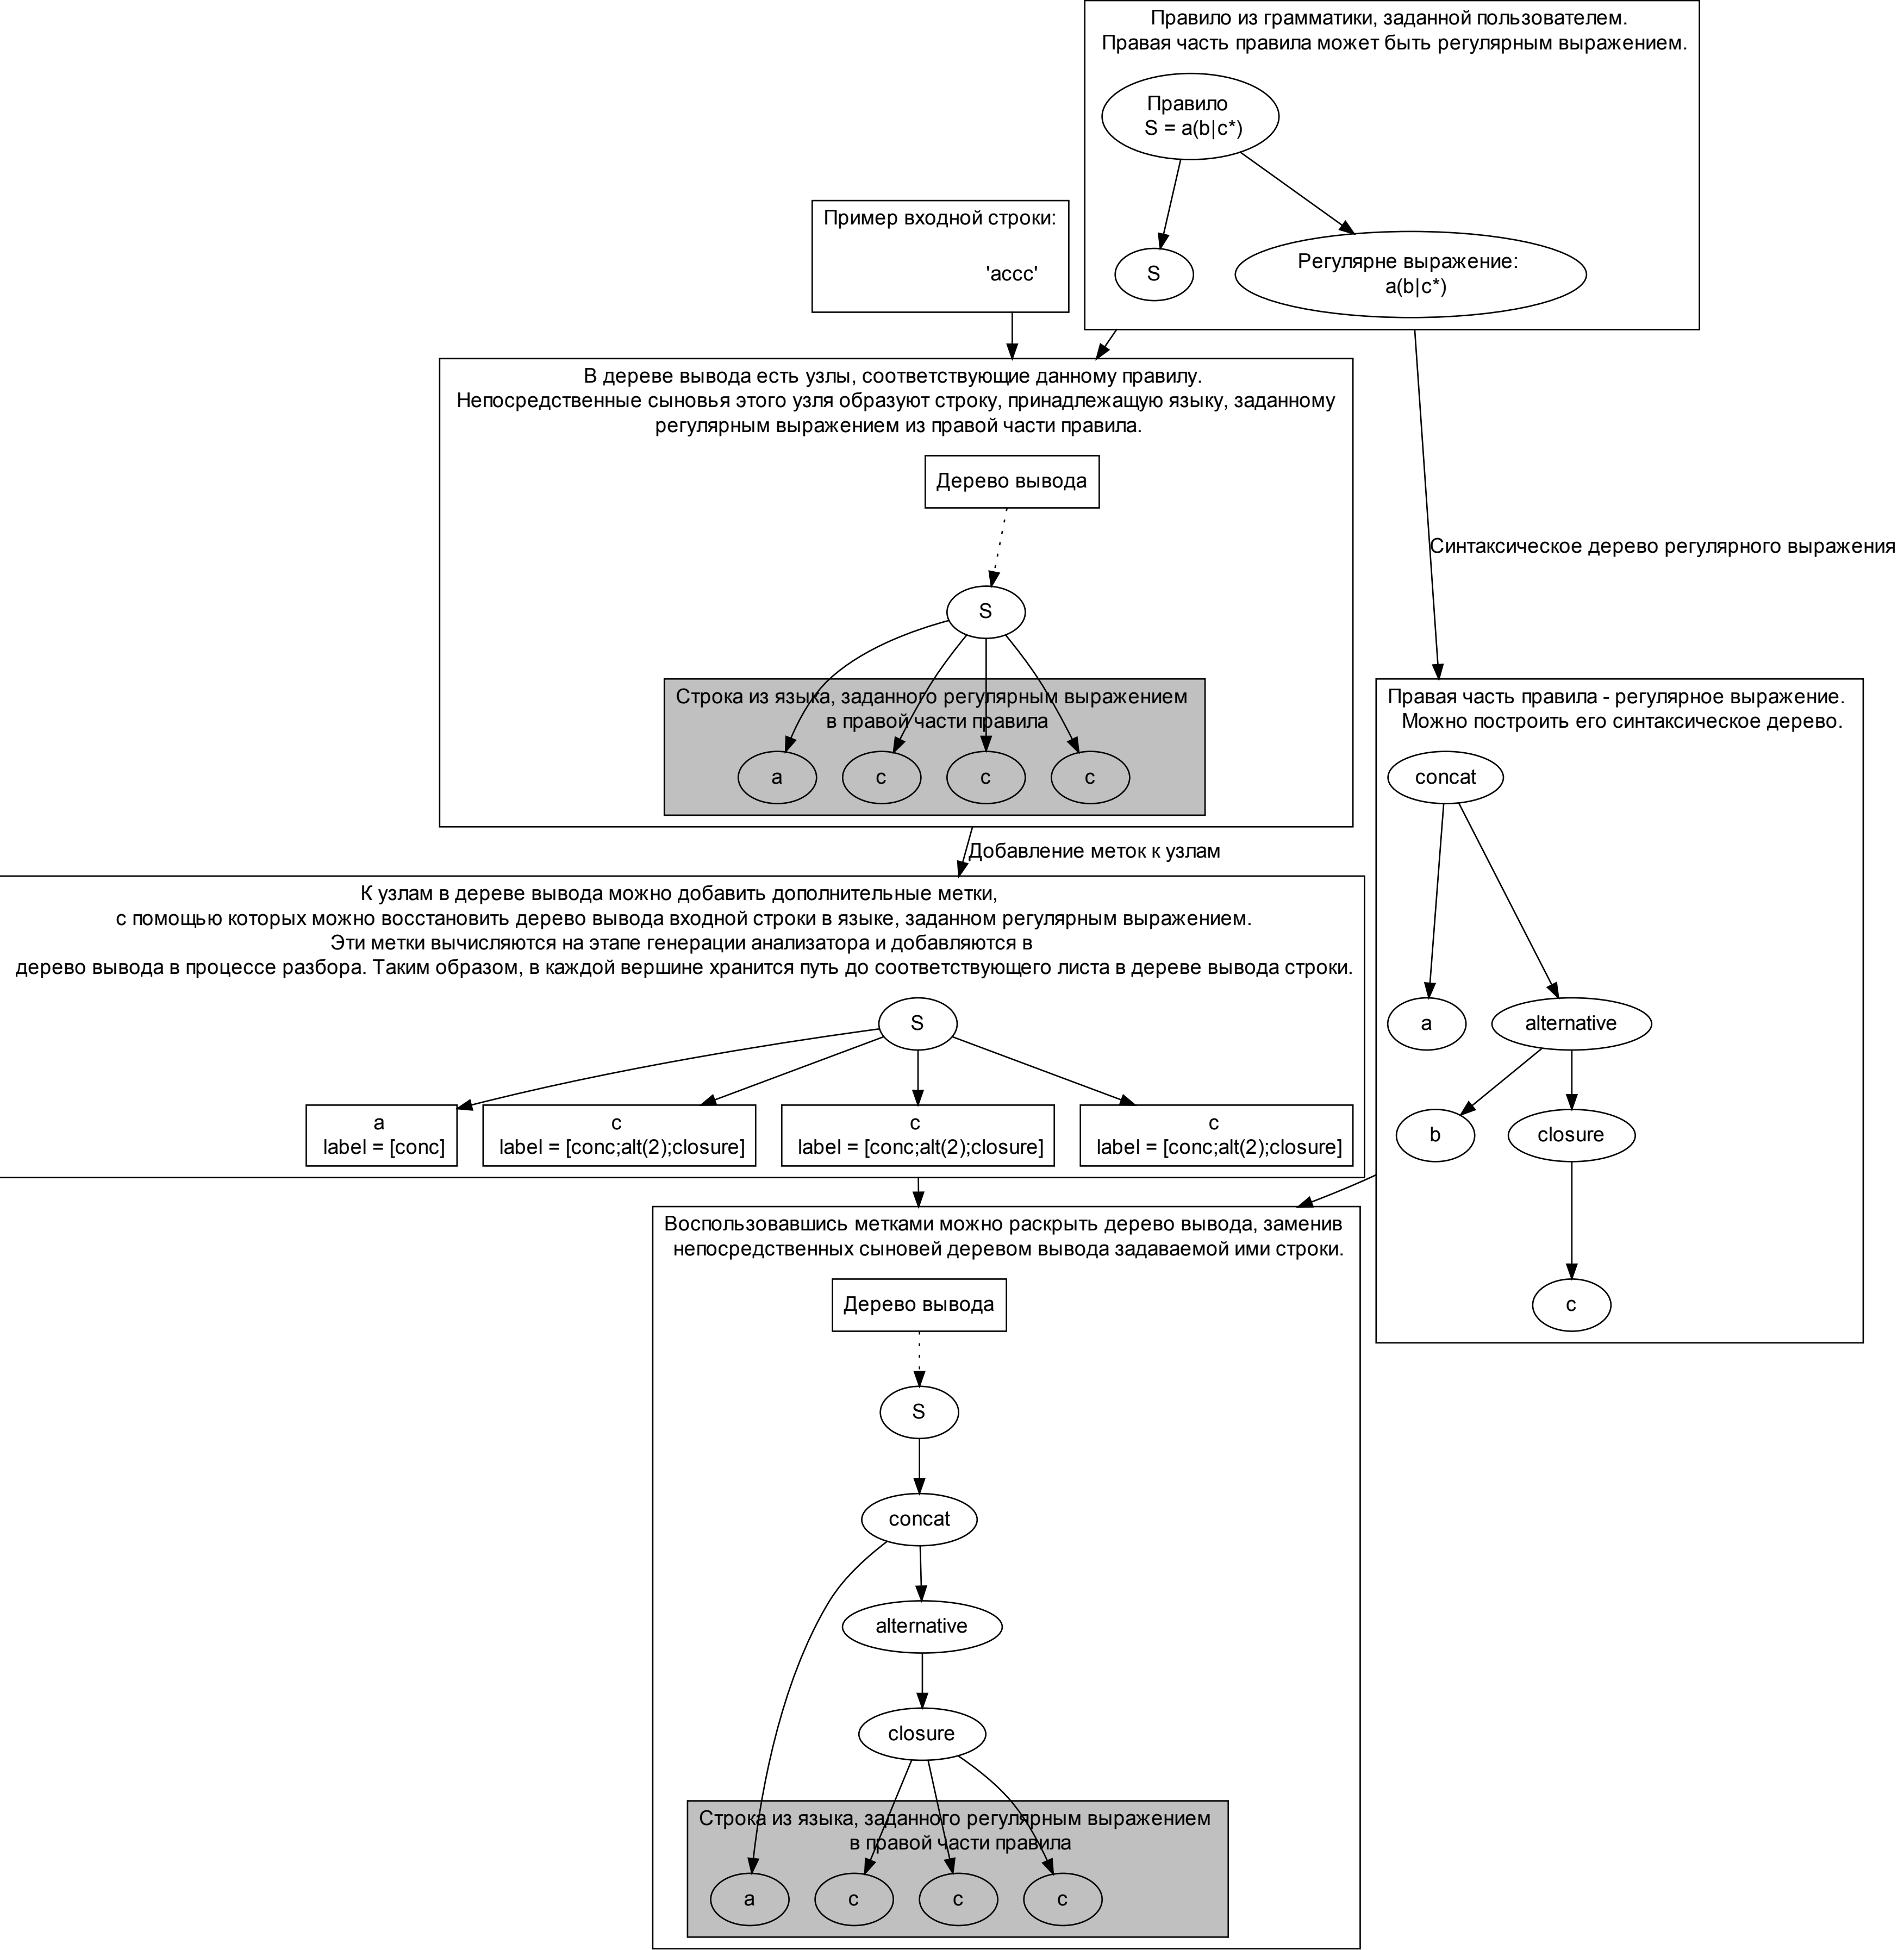 Правило из грамматики, заданной пользователем.
Правая часть правила может быть регулярным выражением.
Правило
S = a(b|c*)
S
Регулярне выражение:
a(b|c*)
Пример входной строки:
'accc'
В дереве вывода есть узлы, соответствующие данному правилу.
Непосредственные сыновья этого узля образуют строку, принадлежащую языку, заданному
регулярным выражением из правой части правила.
Дерево вывода
S
Строка из языка, заданного регулярным выражением
в правой части правила
a
c
c
c
Синтаксическое дерево регулярного выражения
Правая часть правила - регулярное выражение.
Можно построить его синтаксическое дерево.
concat
a
alternative
b
closure
c
Добавление меток к узлам
К узлам в дереве вывода можно добавить дополнительные метки,
с помощью которых можно восстановить дерево вывода входной строки в языке, заданном регулярным выражением.
Эти метки вычисляются на этапе генерации анализатора и добавляются в
дерево вывода в процессе разбора. Таким образом, в каждой вершине хранится путь до соответствующего листа в дереве вывода строки.
S
a
label = [conc]
c
label = [conc;alt(2);closure]
c
label = [conc;alt(2);closure]
c
label = [conc;alt(2);closure]
Воспользовавшись метками можно раскрыть дерево вывода, заменив
непосредственных сыновей деревом вывода задаваемой ими строки.
Дерево вывода
S
concat
alternative
closure
Строка из языка, заданного регулярным выражением
в правой части правила
a
c
c
c